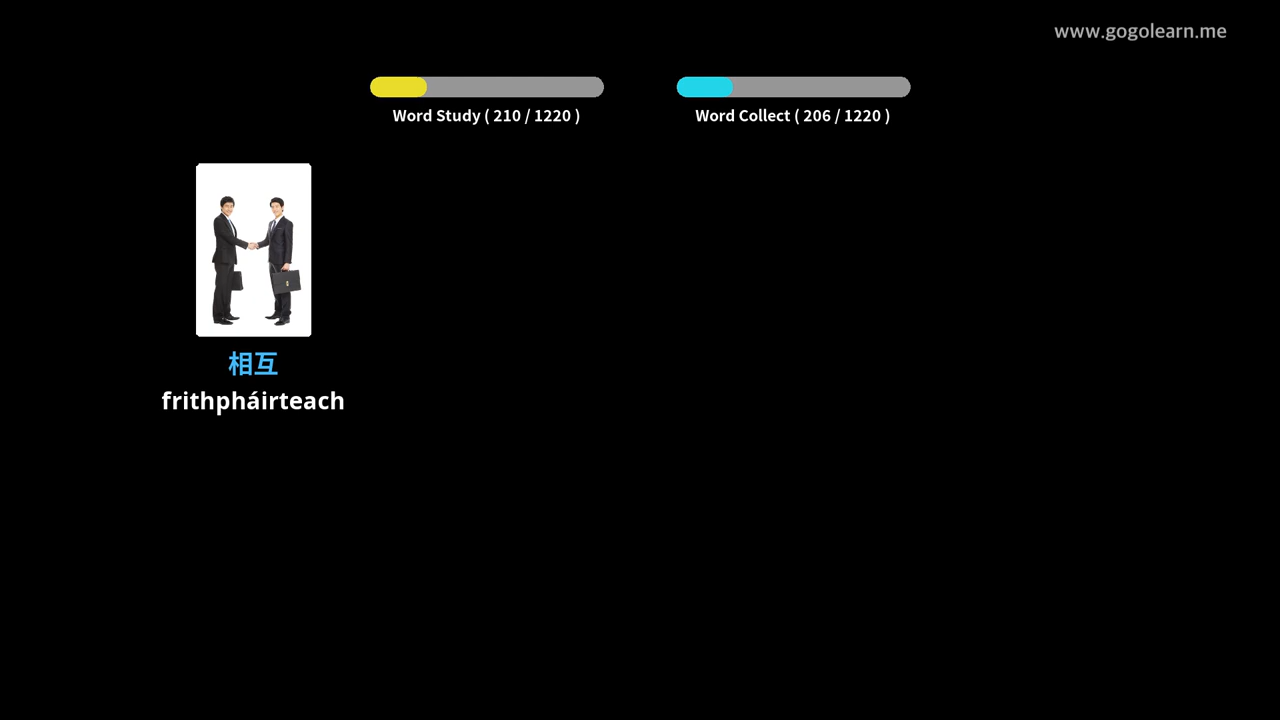 www.gogolearn.me
Word Study ( 210 / 1220 )
Word Collect ( 206 / 1220 )
相互
frithpháirteach